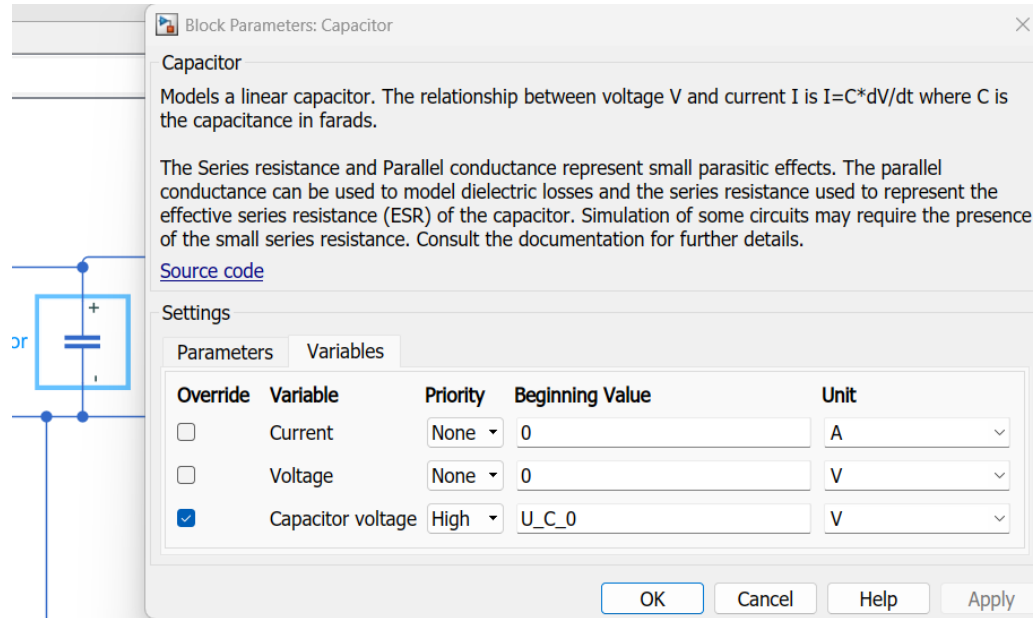 Block Parameters: Capacitor
Capacitor
Models a linear capacitor. The relationship between voltage V and current I is I=C*dV/dt where C is
the capacitance in farads.
The Series resistance and Parallel conductance represent small parasitic effects. The parallel
conductance can be used to model dielectric losses and the series resistance used to represent the
effective series resistance (ESR) of the capacitor. Simulation of some circuits may require the presence
of the small series resistance. Consult the documentation for further details.
Source code
Settings
Parameters Variables
Override Variable Priority Beginning Value Unit
Current None 0 A
Voltage None 0 V
Capacitor voltage High U_C_0 V
OK Cancel Help Apply
or
+
-